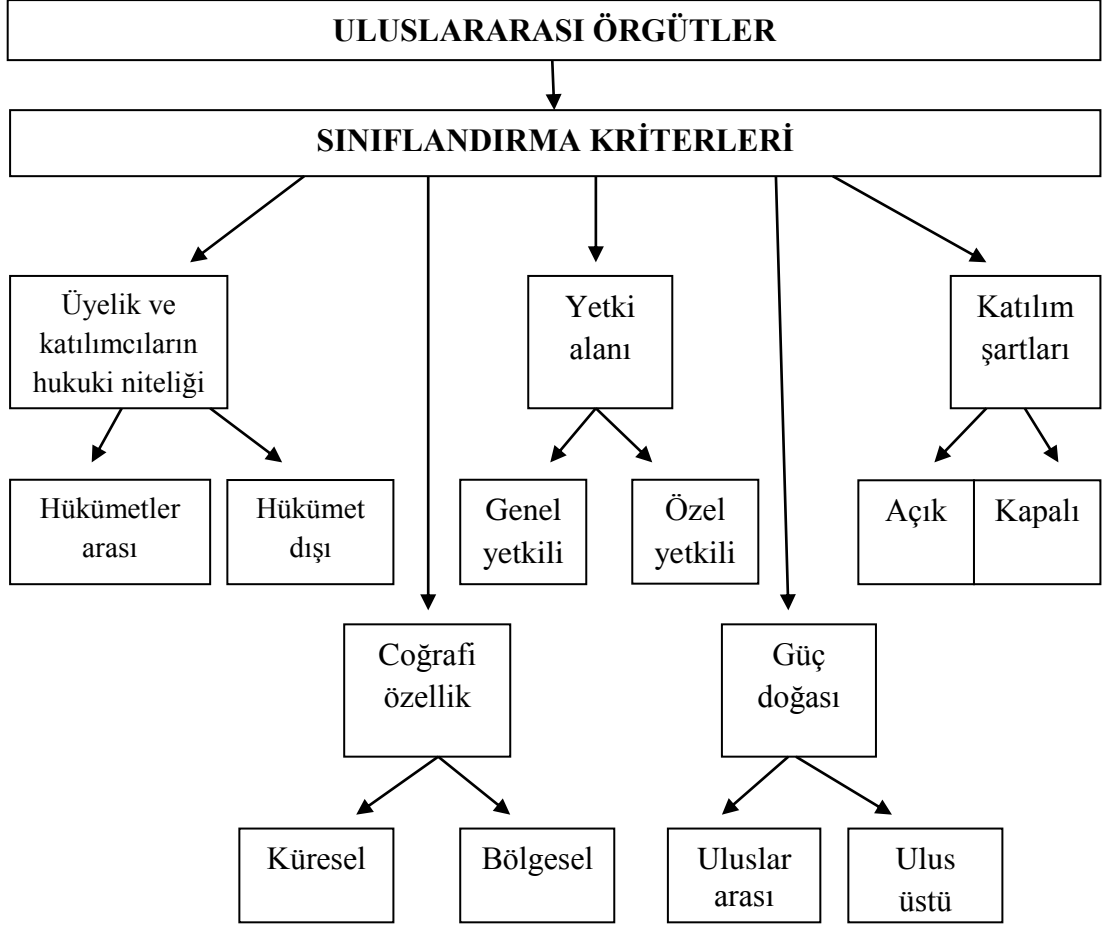 ULUSLARARASI ÖRGÜTLER
SINIFLANDIRMA KRİTERLERİ
Üyelik ve
katılımcıların
hukuki niteliği
Yetki
alanı
Katılım
şartları
Hükümetler
arası
Hükümet
dışı
Genel
yetkili
Özel
yetkili
Açık
Kapalı
Coğrafi
özellik
Güç
doğası
Küresel
Bölgesel
Uluslar
arası
Ulus
üstü